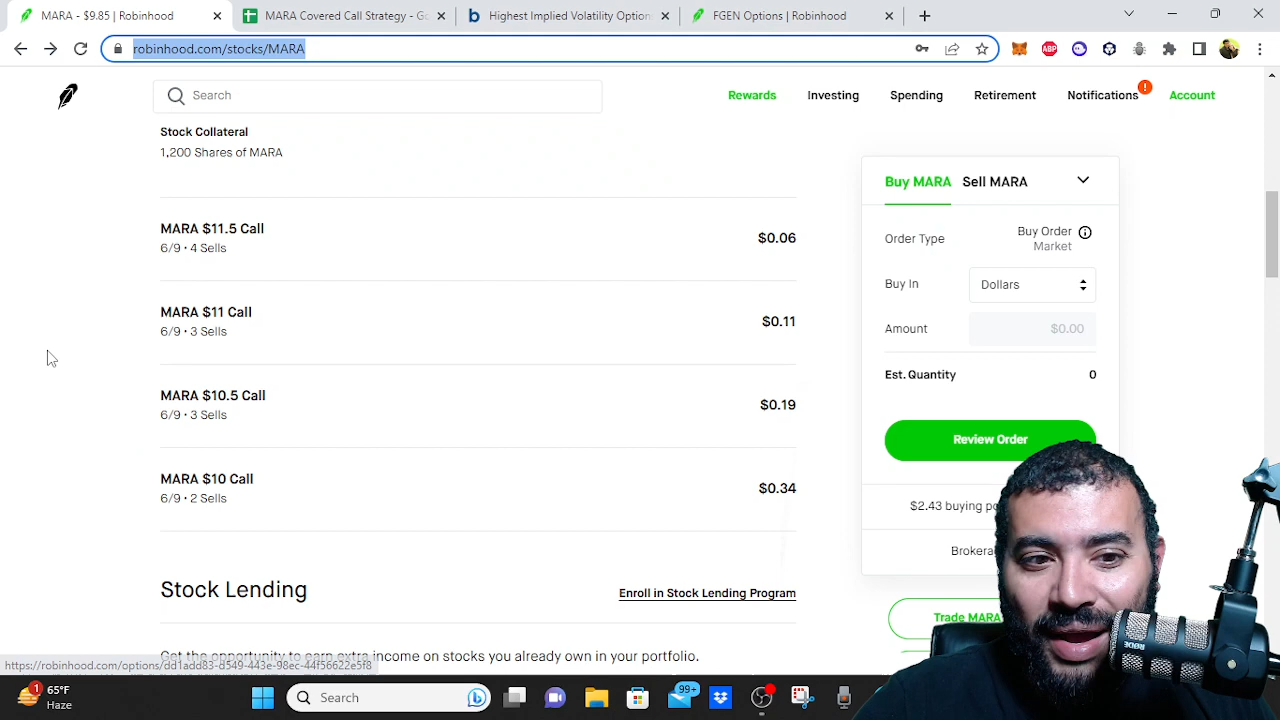 MARA - $9.85 | Robinhood
MARA Covered Call Strategy - Go
Highest Implied Volatility Option
FGEN Options | Robinhood
robinhood.com/stocks/MARA
ABP
Search
Rewards
Investing
Spending
Retirement
Notifications
!
Account
Stock Collateral
1,200 Shares of MARA
MARA $11.5 Call
6/9 · 4 Sells
$0.06
MARA $11 Call
6/9 · 3 Sells
$0.11
MARA $10.5 Call
6/9 · 3 Sells
$0.19
MARA $10 Call
6/9 · 2 Sells
$0.34
Stock Lending
Enroll in Stock Lending Program
Get the opportunity to earn extra income on stocks you already own in your portfolio.
Buy MARA
Sell MARA
Order Type
Buy Order
Market
Buy In
Dollars
Amount
$0.00
Est. Quantity
0
Review Order
$2.43 buying po
Brokera
Trade MARA
RODE
https://robinhood.com/options/dd1add83-d549-443e-98ec-44f56622e5f8
1
65°F
Haze
Search
99+